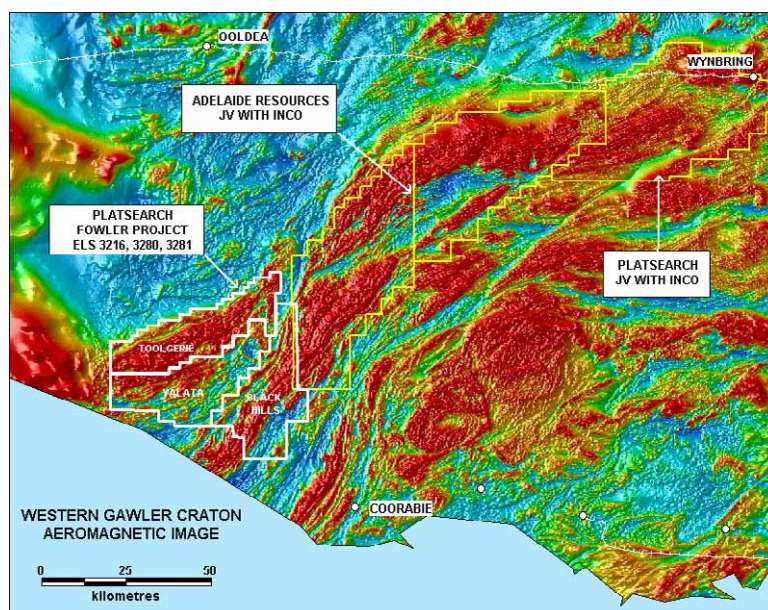 OOLDEA
WYNBRING
ADELAIDE RESOURCES
JV WITH INCO
PLATSEARCH
FOWLER PROJECT
ELS 3216, 3280, 3281
PLATSEARCH
JV WITH INCO
TOOLGERIE
YALATA
BLACK
HILLS
COORABIE
WESTERN GAWLER CRATON
AEROMAGNETIC IMAGE
0 25 50
kilometres